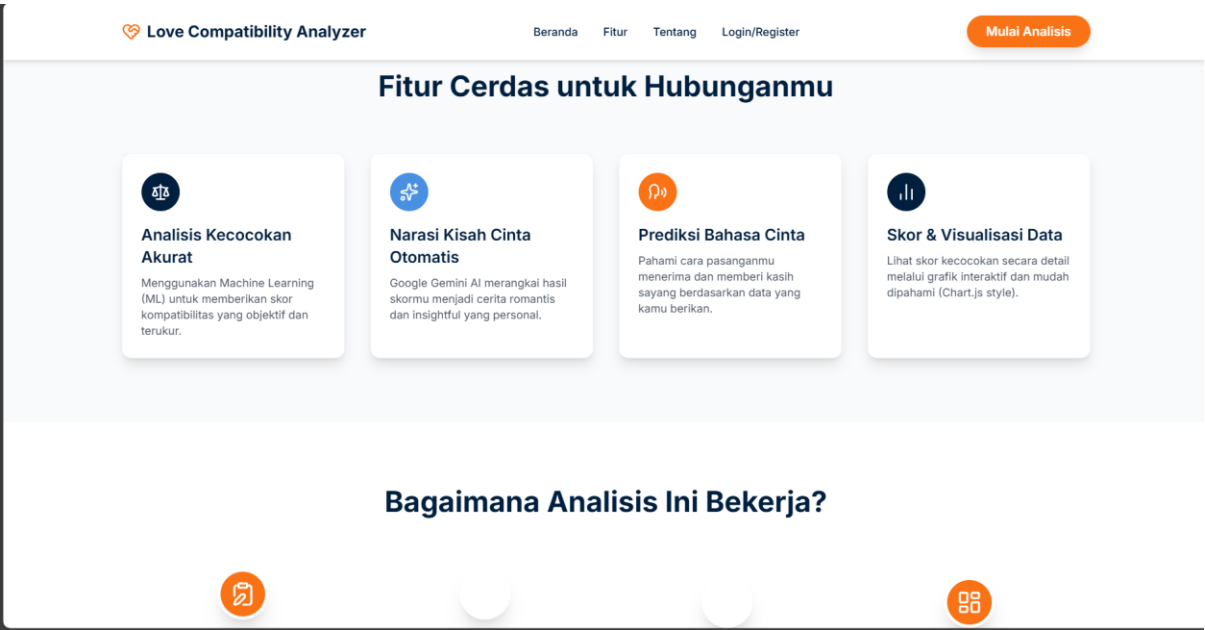 Love Compatibility Analyzer
Beranda
Fitur
Tentang
Login/Register
Mulai Analisis
Fitur Cerdas untuk Hubunganmu
Analisis Kecocokan
Akurat
Menggunakan Machine Learning
(ML) untuk memberikan skor
kompatibilitas yang objektif dan
terukur.
Narasi Kisah Cinta
Otomatis
Google Gemini AI merangkai hasil
skormu menjadi cerita romantis
dan insightful yang personal.
Prediksi Bahasa Cinta
Pahami cara pasanganmu
menerima dan memberi kasih
sayang berdasarkan data yang
kamu berikan.
Skor & Visualisasi Data
Lihat skor kecocokan secara detail
melalui grafik interaktif dan mudah
dipahami (Chart.js style).
Bagaimana Analisis Ini Bekerja?